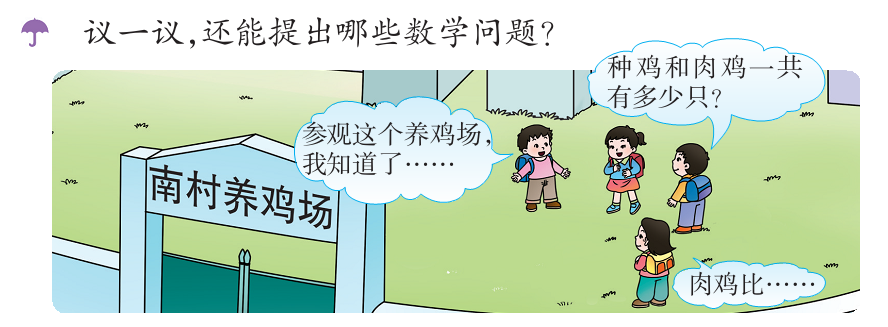 议一议,还能提出哪些数学问题?
种鸡和肉鸡一共
有多少只?
参观这个养鸡场,
我知道了……
南村养鸡场
肉鸡比……